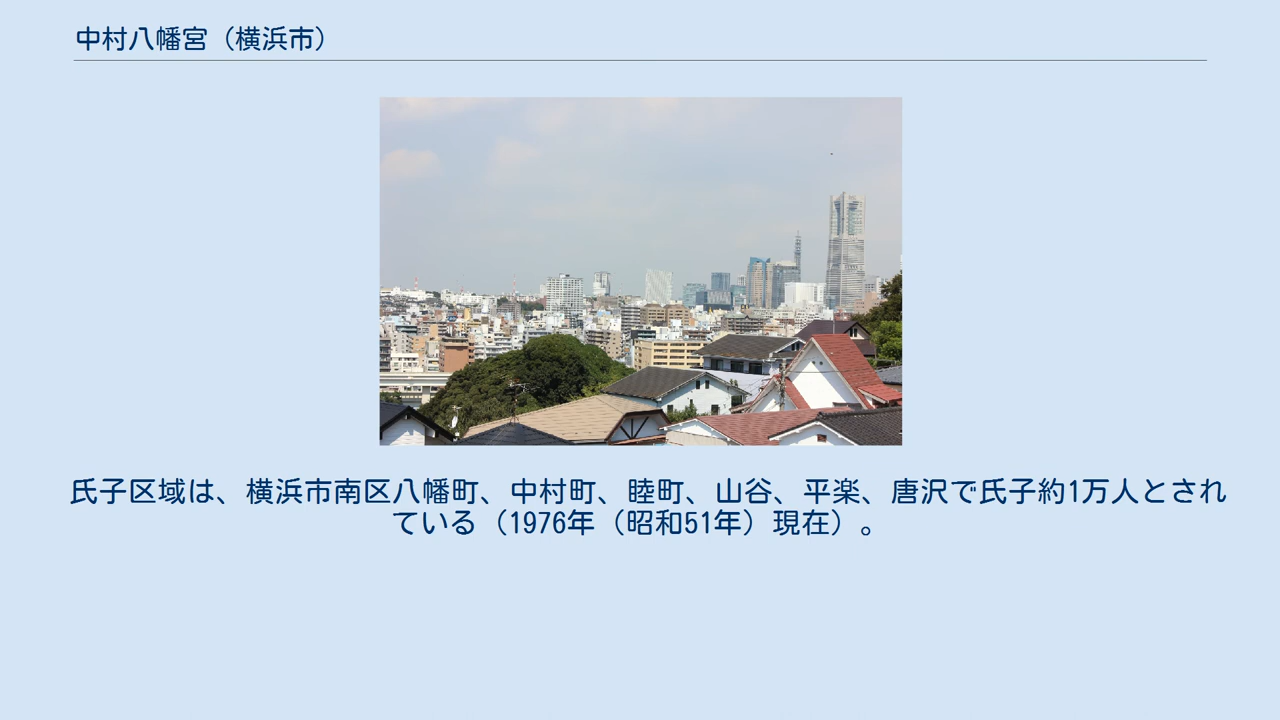 中村八幡宮（横浜市）
氏子区域は、横浜市南区八幡町、中村町、睦町、山谷、平楽、唐沢で氏子約1万人とされ
ている（1976年（昭和51年）現在）。